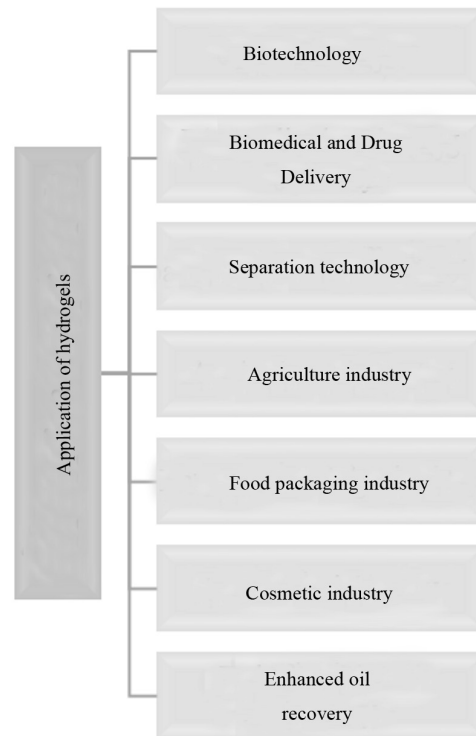 Application of hydrogels
Biotechnology
Biomedical and Drug
Delivery
Separation technology
Agriculture industry
Food packaging industry
Cosmetic industry
Enhanced oil
recovery